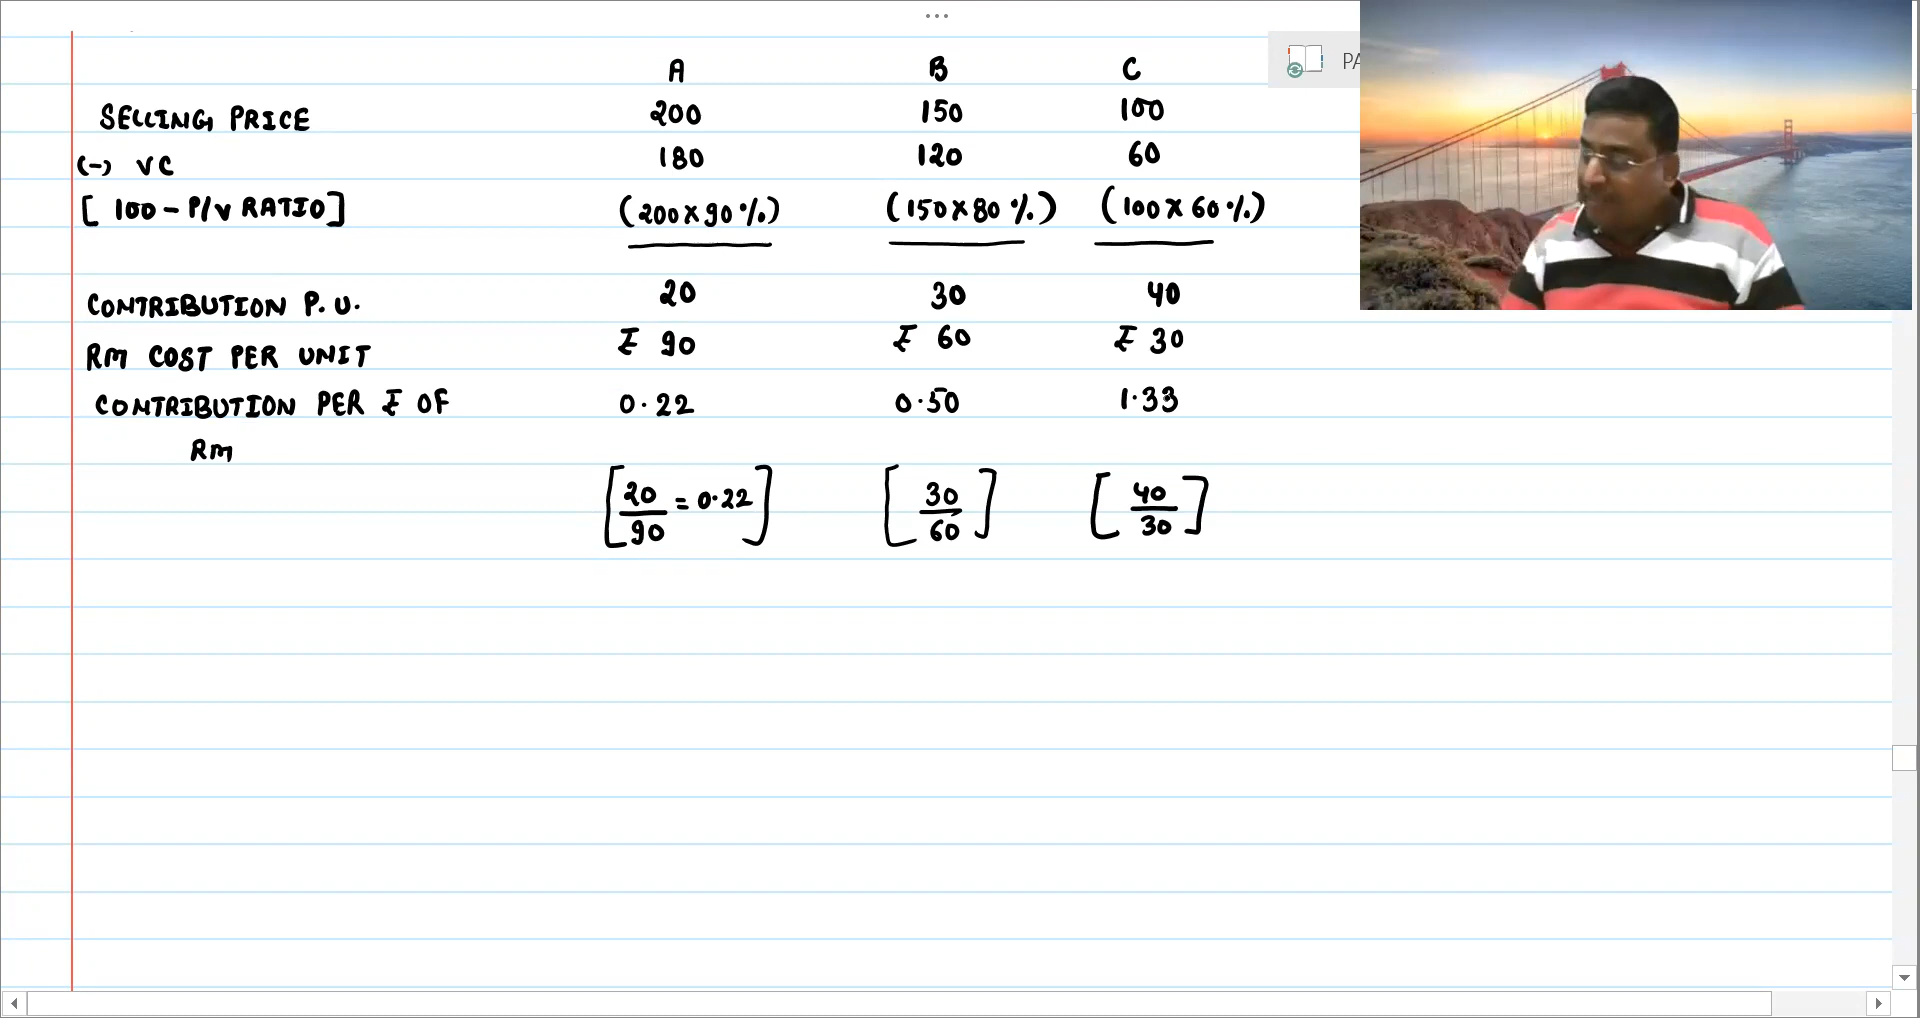 PA
A B C
SELLING PRICE 200 150 100
(-) VC 180 120 60
[ 100 - P/V RATIO ] (200 X 90 %) (150 X 80 %) (100 X 60 %)
CONTRIBUTION P. U. 20 30 40
RM COST PER UNIT ₹ 90 ₹ 60 ₹ 30
CONTRIBUTION PER ₹ OF 0.22 0.50 1.33
RM
[ 20/90 = 0.22 ] [ 30/60 ] [ 40/30 ]